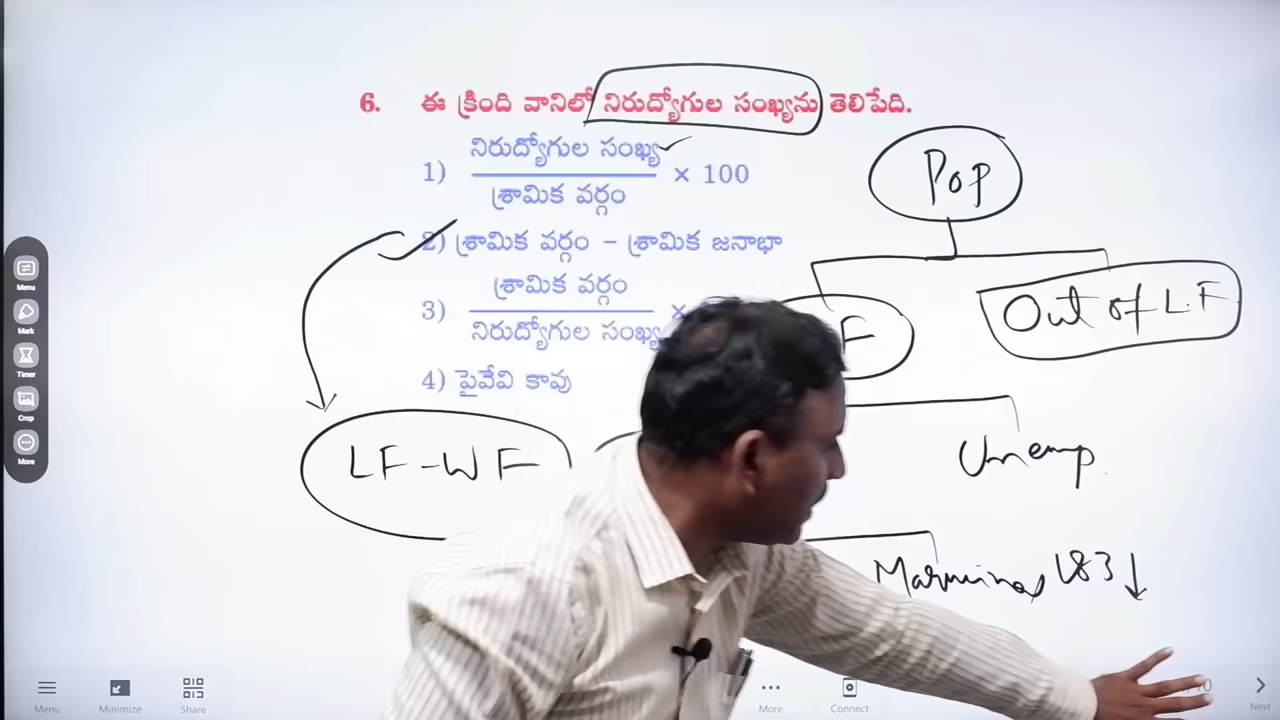 6. ఈ క్రింది వానిలో నిరుద్యోగుల సంఖ్యను తెలిపేది.
1) నిరుద్యోగుల సంఖ్య
శ్రామిక వర్గం
× 100
2) శ్రామిక వర్గం – శ్రామిక జనాభా
3) శ్రామిక వర్గం
నిరుద్యోగుల సంఖ్య
×
4) పైవేవి కావు
Pop
F
Out of L.F
LF-WF
Unemp.
183 ↓
Menu
Mark
Timer
Crop
More
Menu
Minimize
Share
More
Connect
Next